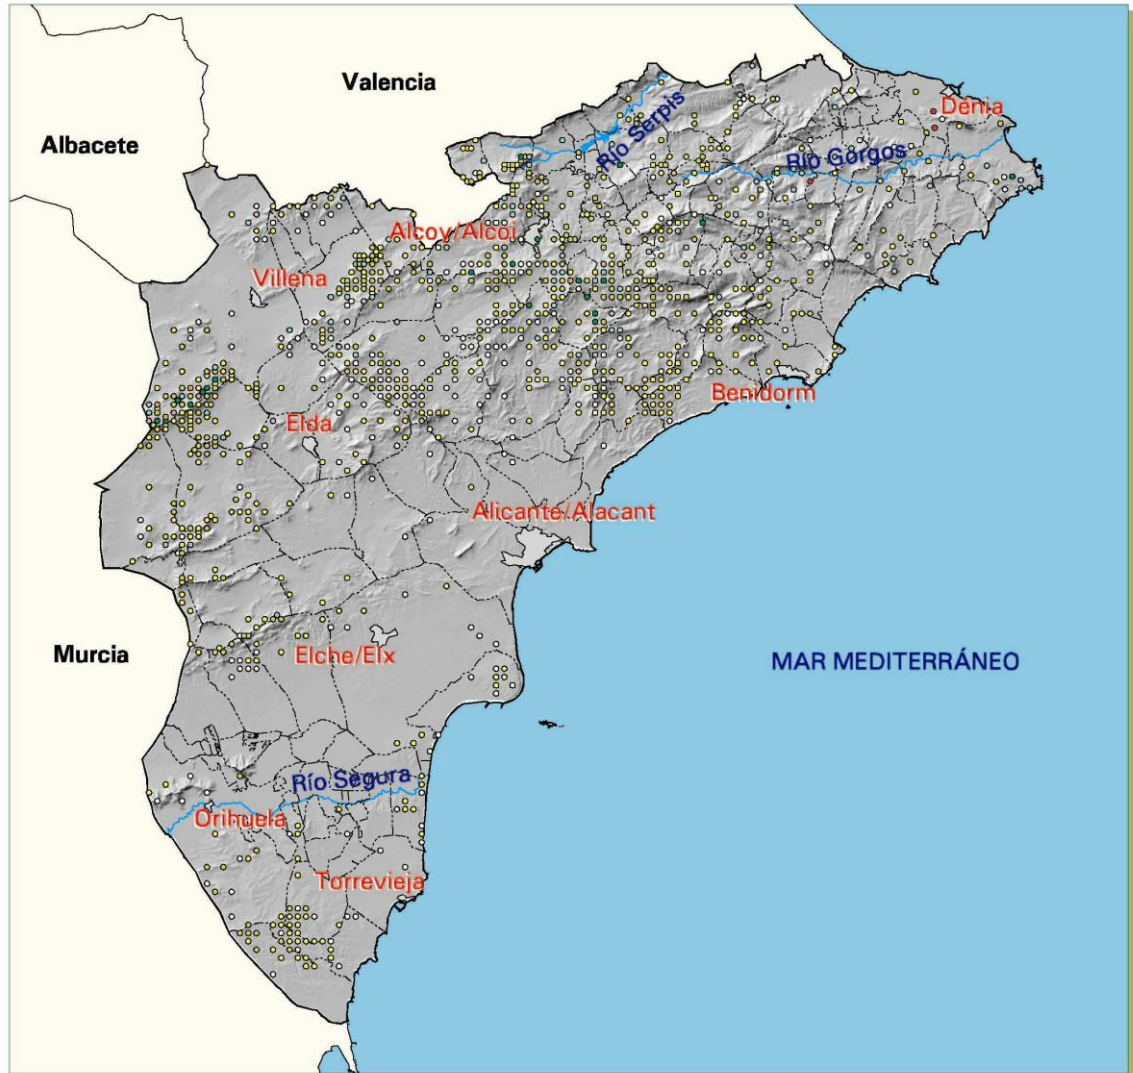 Valencia
Albacete
Dénia
Río Serpis
Río Gorgos
Alcoy/Alcoi
Villena
Benidorm
Elda
Alicante/Alacant
Murcia
Elche/Elx
MAR MEDITERRÁNEO
Río Segura
Orihuela
Torrevieja